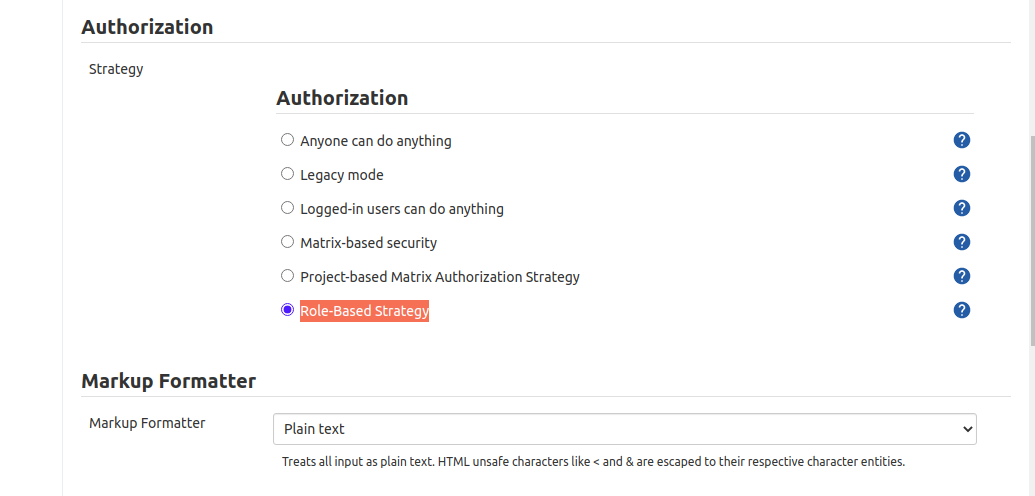 Authorization
Strategy
Authorization
Anyone can do anything ?
Legacy mode ?
Logged-in users can do anything ?
Matrix-based security ?
Project-based Matrix Authorization Strategy ?
Role-Based Strategy ?
Markup Formatter
Markup Formatter Plain text
Treats all input as plain text. HTML unsafe characters like < and & are escaped to their respective character entities.